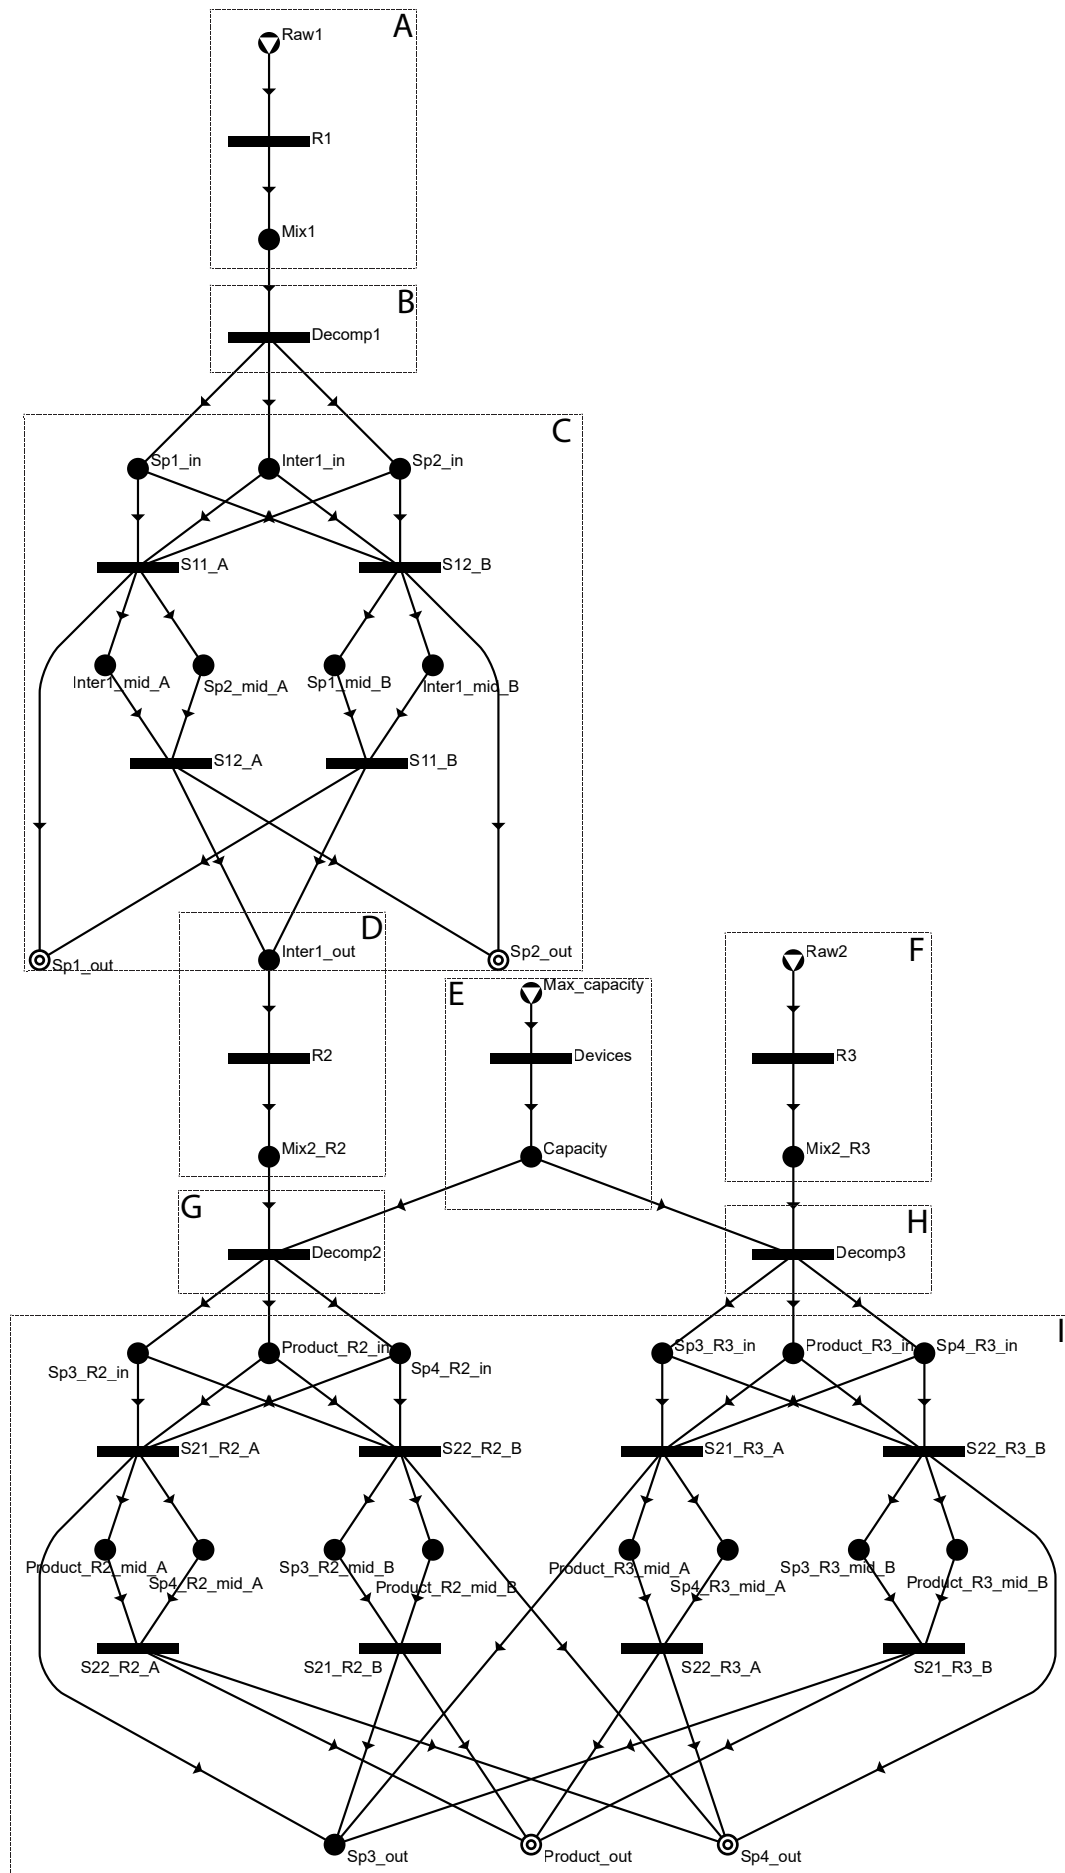 A
Raw1
R1
Mix1
B
Decomp1
C
Sp1_in
Inter1_in
Sp2_in
S11_A
S12_B
Inter1_mid_A
Sp2_mid_A
Sp1_mid_B
Inter1_mid_B
S12_A
S11_B
D
F
Sp1_out
Inter1_out
Sp2_out
Raw2
E
Max_capacity
R2
Devices
R3
Mix2_R2
Capacity
Mix2_R3
G
H
Decomp2
Decomp3
I
Sp3_R2_in
Product_R2_in
Sp4_R2_in
Sp3_R3_in
Product_R3_in
Sp4_R3_in
S21_R2_A
S22_R2_B
S21_R3_A
S22_R3_B
Product_R2_mid_A
Sp4_R2_mid_A
Sp3_R2_mid_B
Product_R2_mid_B
Product_R3_mid_A
Sp4_R3_mid_A
Sp3_R3_mid_B
Product_R3_mid_B
S22_R2_A
S21_R2_B
S22_R3_A
S21_R3_B
Sp3_out
Product_out
Sp4_out